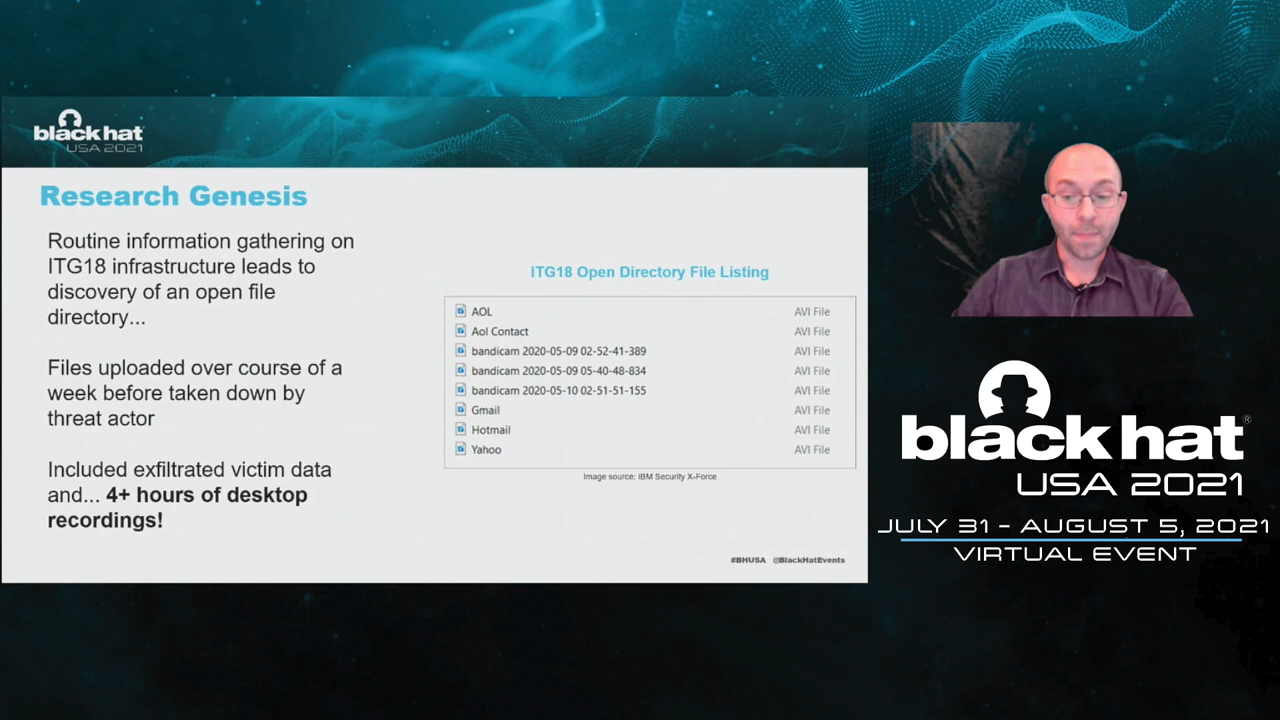 black hat
USA 2021
Research Genesis
Routine information gathering on
ITG18 infrastructure leads to
discovery of an open file
directory...
Files uploaded over course of a
week before taken down by
threat actor
Included exfiltrated victim data
and... 4+ hours of desktop
recordings!
ITG18 Open Directory File Listing
AOL AVI File
Aol Contact AVI File
bandicam 2020-05-09 02-52-41-389 AVI File
bandicam 2020-05-09 05-40-48-834 AVI File
bandicam 2020-05-10 02-51-51-155 AVI File
Gmail AVI File
Hotmail AVI File
Yahoo AVI File
Image source: IBM Security X-Force
#BHUSA @BlackHatEvents
black hat®
USA 2021
JULY 31 - AUGUST 5, 2021
VIRTUAL EVENT